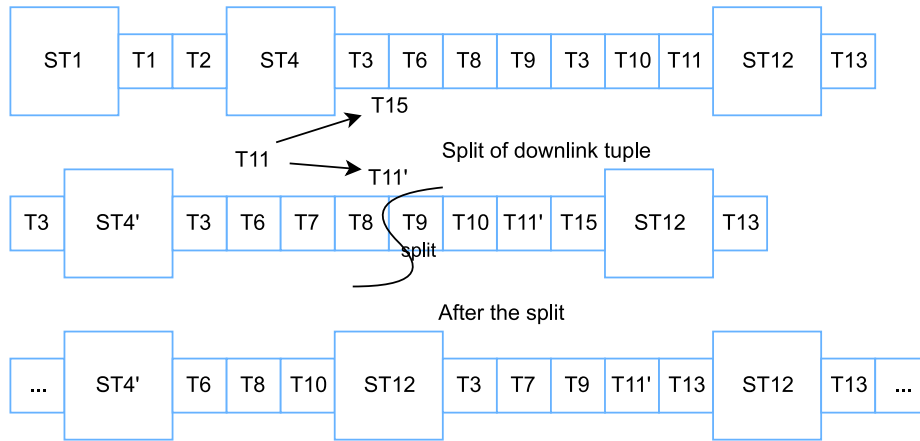 ST1 T1 T2 ST4 T3 T6 T8 T9 T3 T10 T11 ST12 T13
T15
Split of downlink tuple
T11
T11'
T3 ST4' T3 T6 T7 T8 T9 T10 T11' T15 ST12 T13
split
After the split
... ST4' T6 T8 T10 ST12 T3 T7 T9 T11' T13 ST12 T13 ...